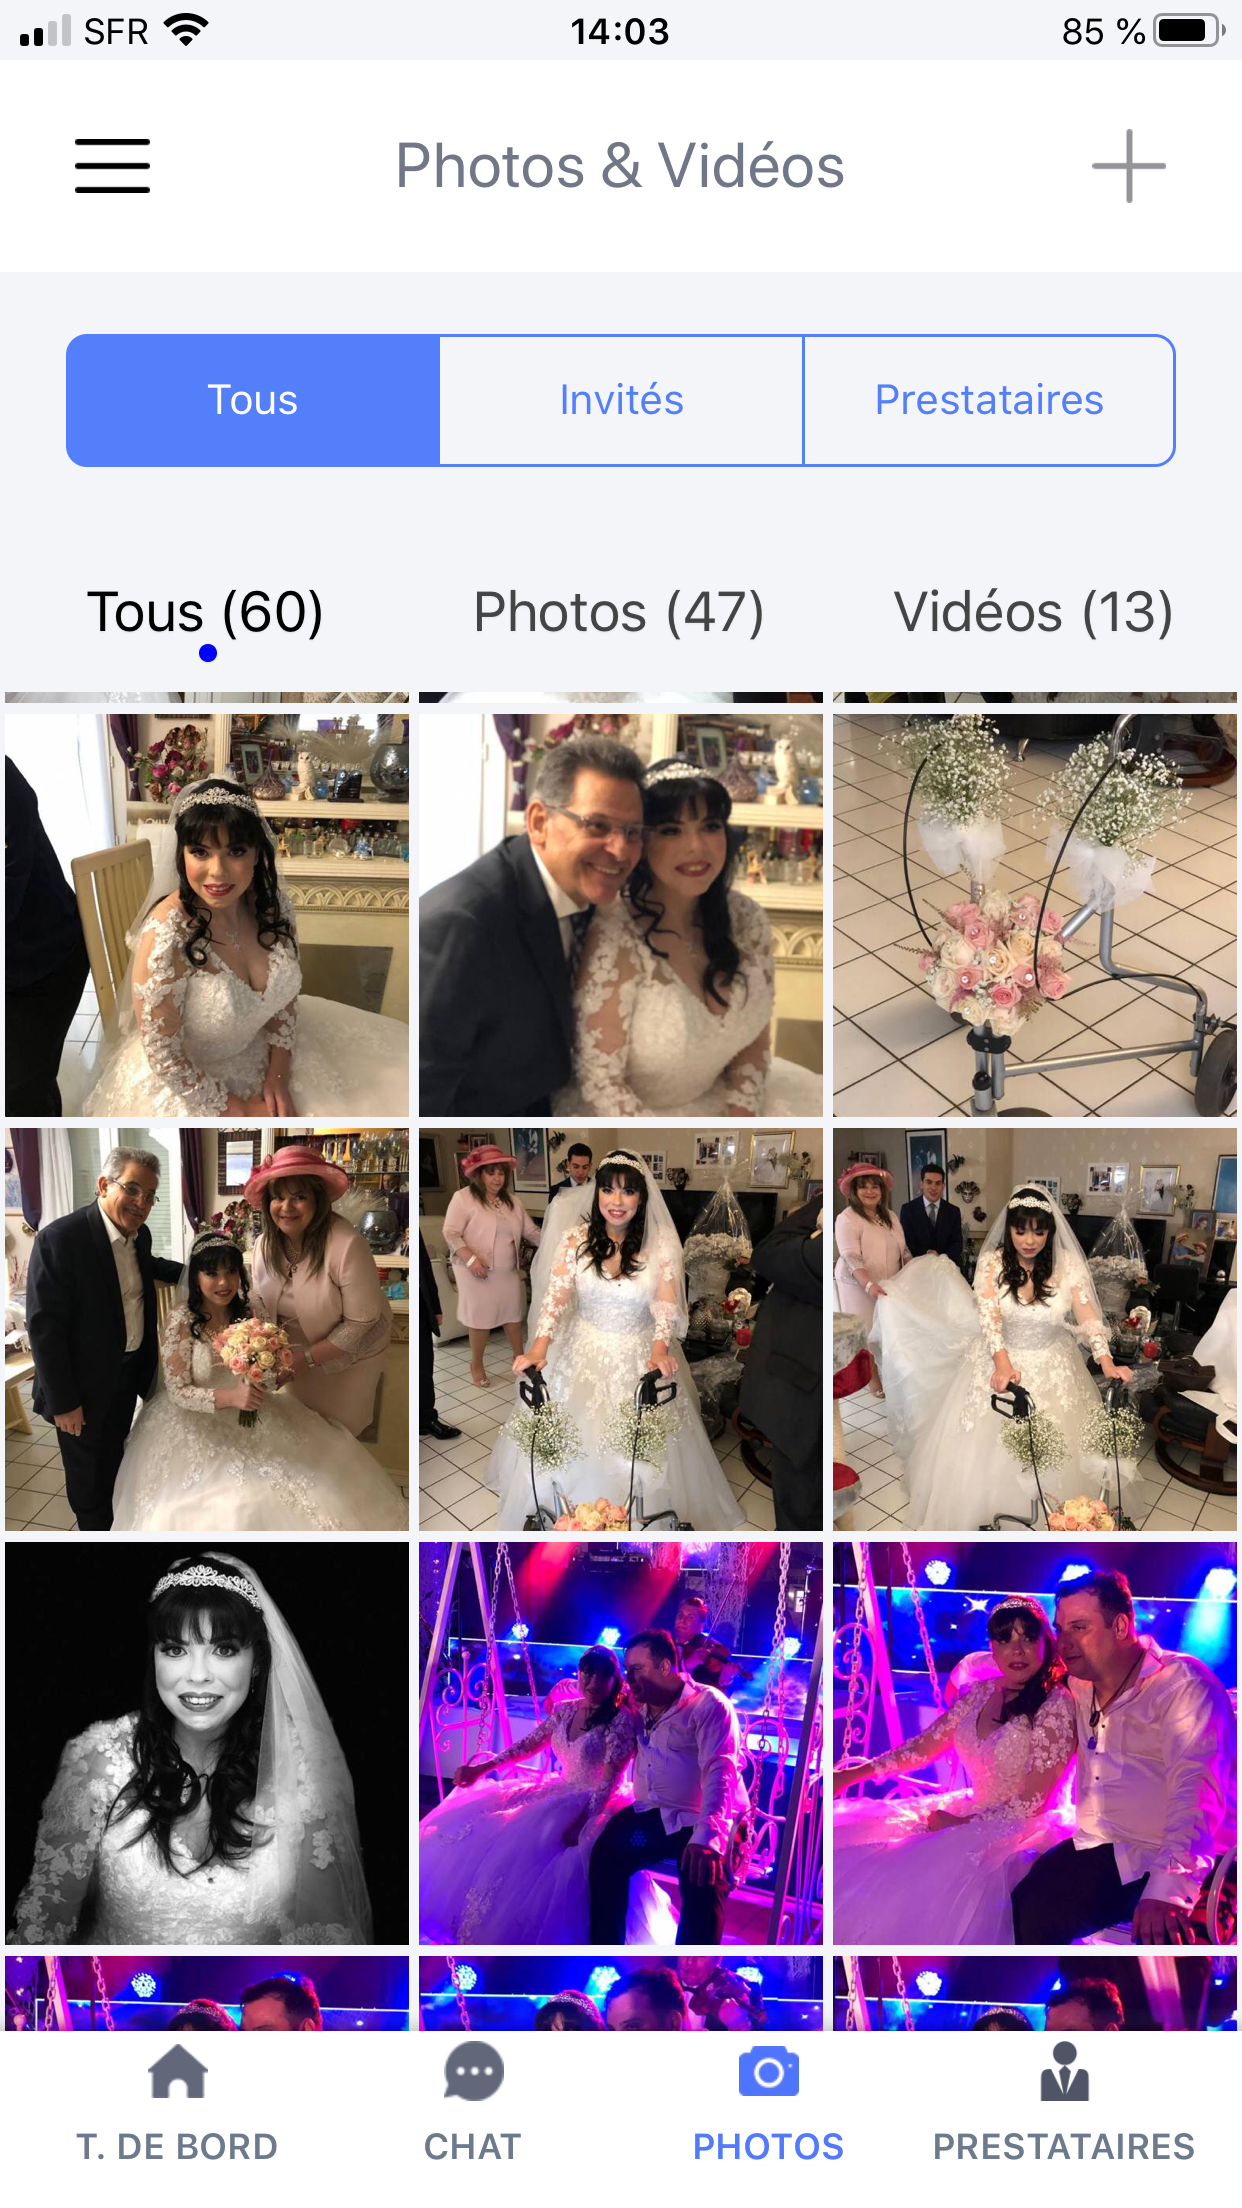 SFR 14:03 85 %
Photos & Vidéos
Tous Invités Prestataires
Tous (60) Photos (47) Vidéos (13)
T. DE BORD CHAT PHOTOS PRESTATAIRES